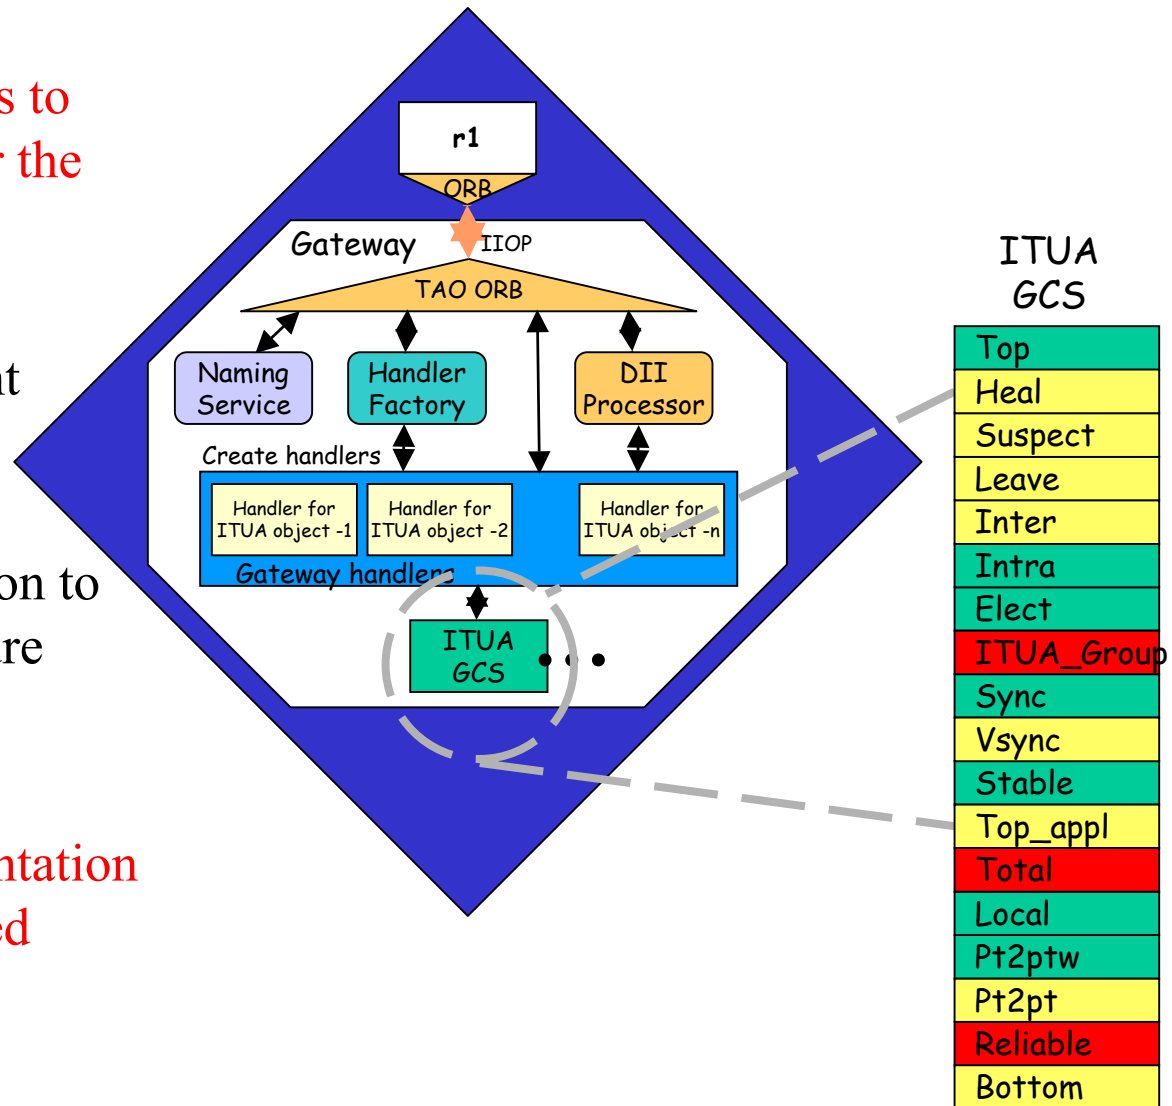 s to
r the
nt
on to
are
ntation
ed
r1
ORB
Gateway
IIOP
TAO ORB
Naming
Service
Handler
Factory
DII
Processor
Create handlers
Handler for
ITUA object -1
Handler for
ITUA object -2
Handler for
ITUA object -n
Gateway handlers
ITUA
GCS
• • •
ITUA
GCS
Top
Heal
Suspect
Leave
Inter
Intra
Elect
ITUA_Group
Sync
Vsync
Stable
Top_appl
Total
Local
Pt2ptw
Pt2pt
Reliable
Bottom